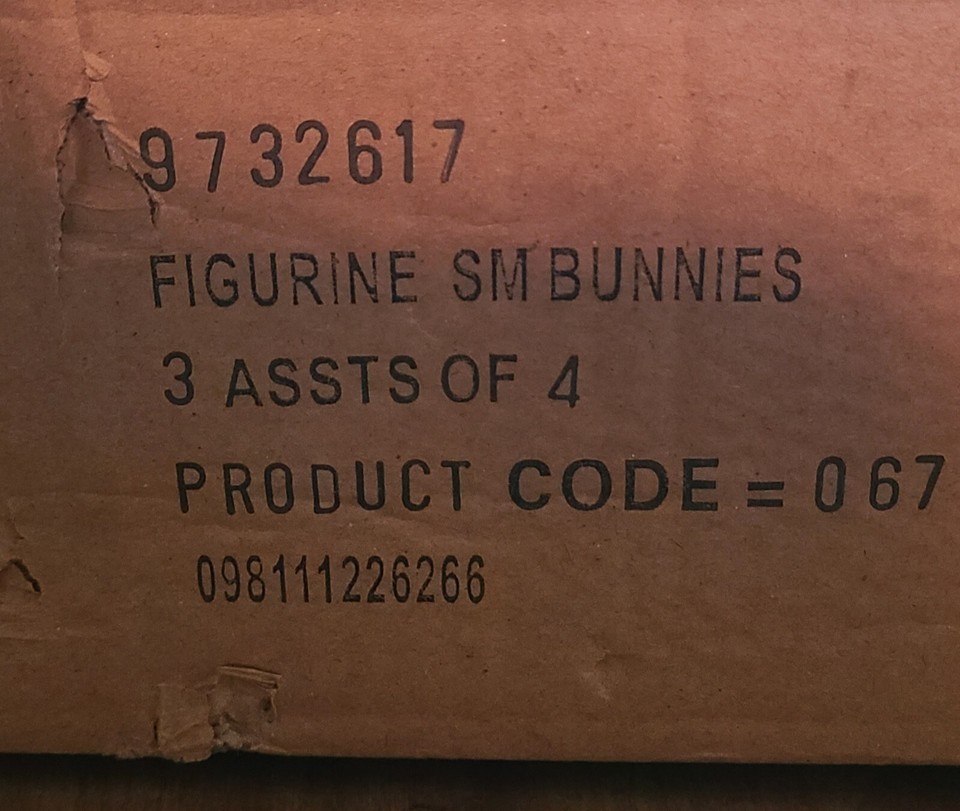 9732617
FIGURINE SM BUNNIES
3 ASSTS OF 4
PRODUCT CODE = 067
098111226266